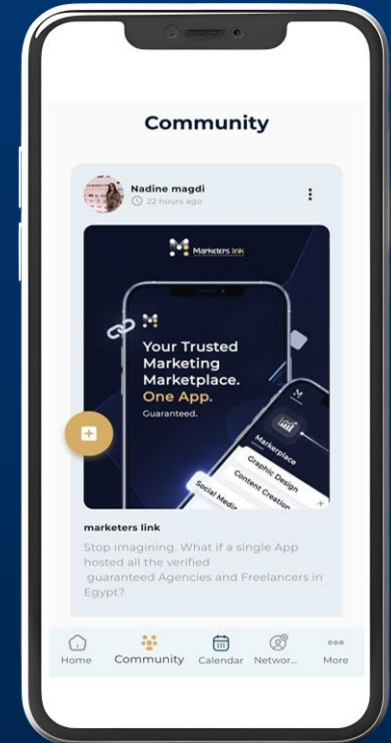 Community
Nadine magdi
22 hours ago
Marketers link
Your Trusted
Marketing
Marketplace.
One App.
Guaranteed.
Markerplace
Graphic Design
Content Creation
Social Media
marketers link
Stop imagining. What if a single App
hosted all the verified
guaranteed Agencies and Freelancers in
Egypt?
Home
Community
Calendar
Networ...
More